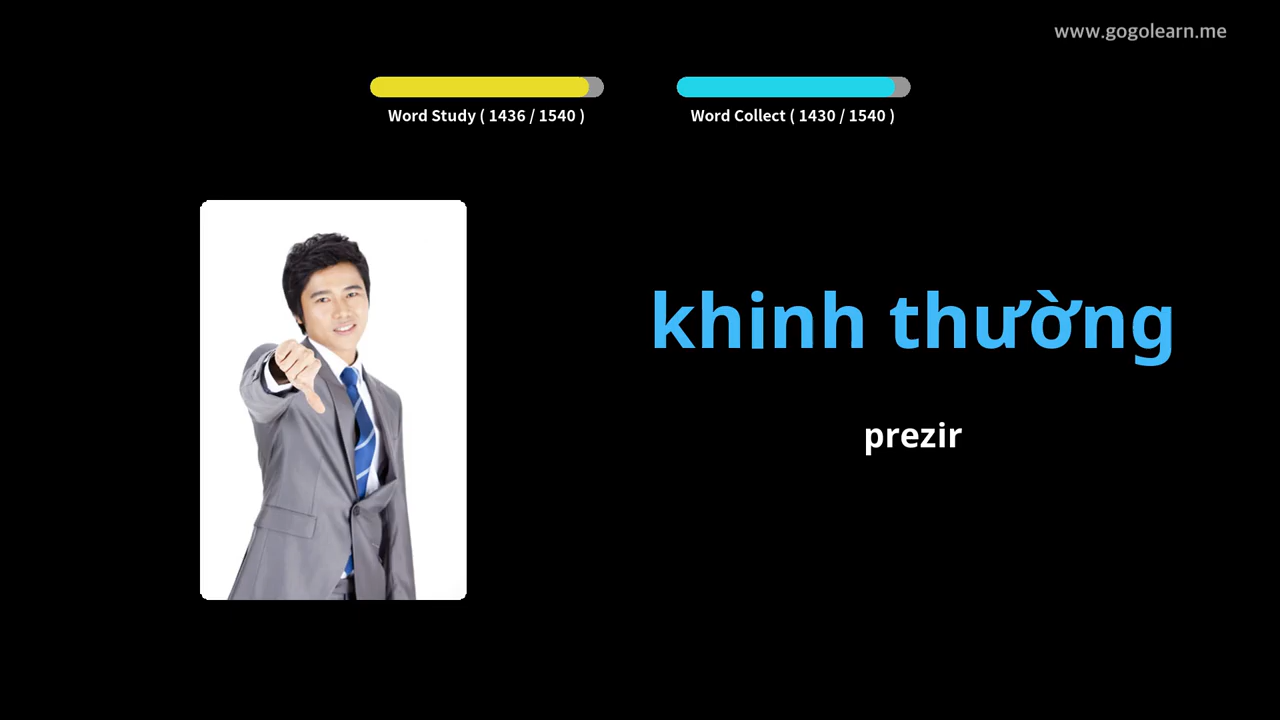 www.gogolearn.me
Word Study ( 1436 / 1540 )
Word Collect ( 1430 / 1540 )
khinh thường
prezir